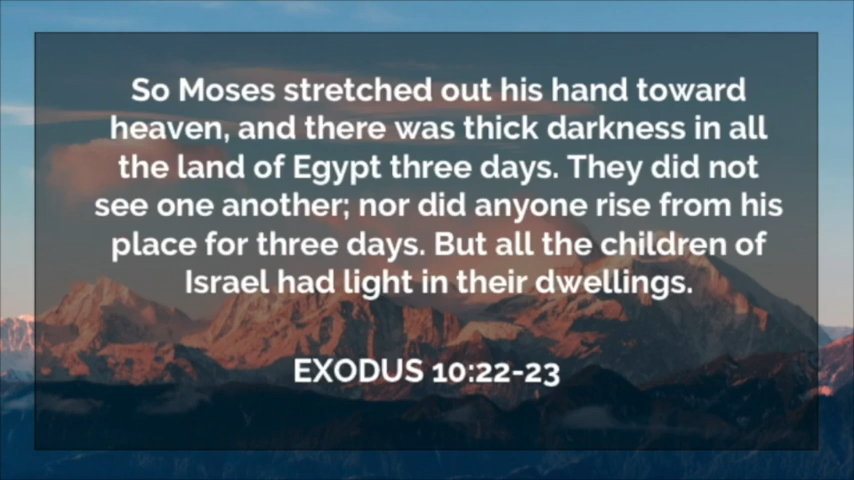 So Moses stretched out his hand toward
heaven, and there was thick darkness in all
the land of Egypt three days. They did not
see one another; nor did anyone rise from his
place for three days. But all the children of
Israel had light in their dwellings.
EXODUS 10:22-23